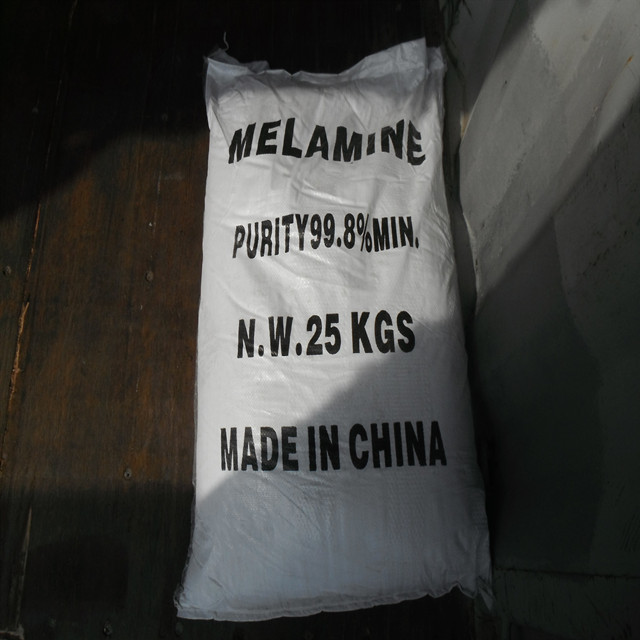 MELAMINE
PURITY99.8%MIN.
N.W.25 KGS
MADE IN CHINA